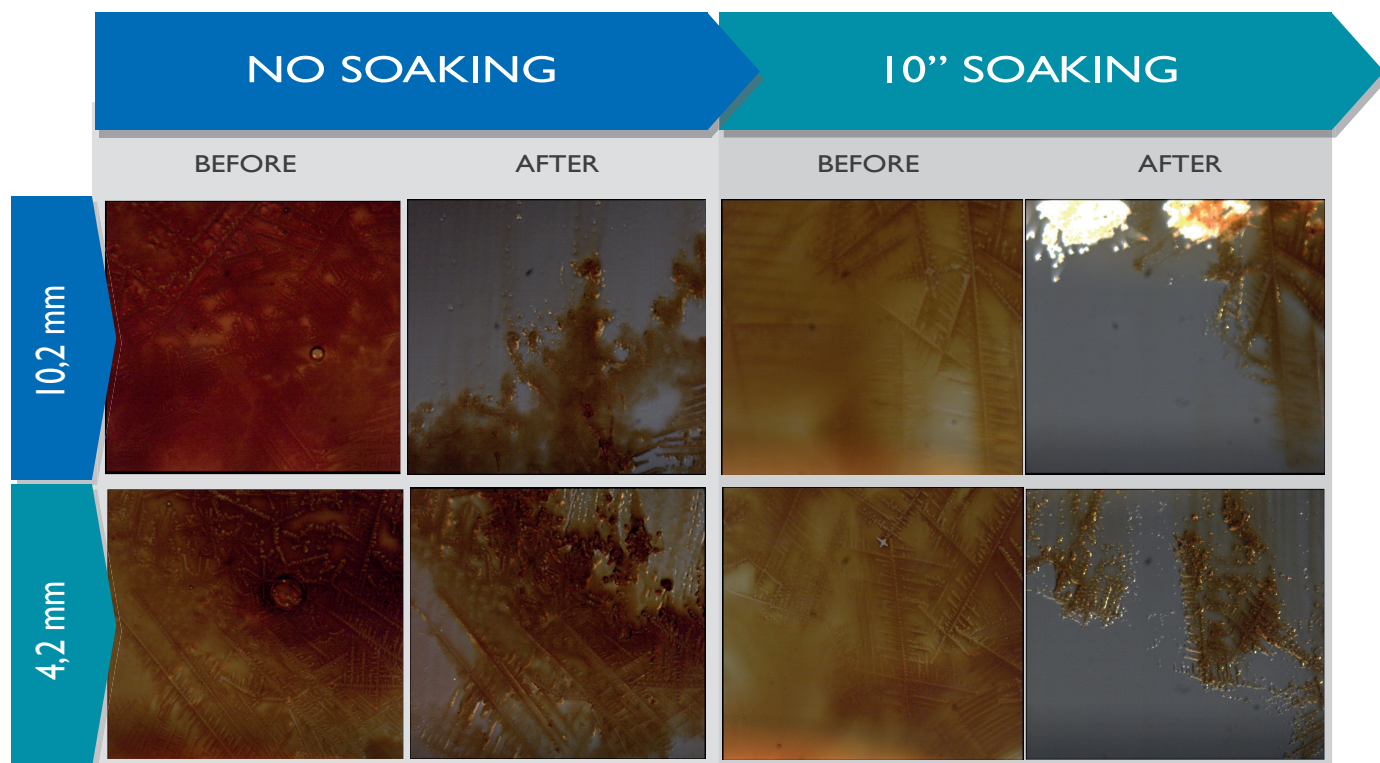 NO SOAKING
10” SOAKING
BEFORE
AFTER
BEFORE
AFTER
10,2 mm
4,2 mm